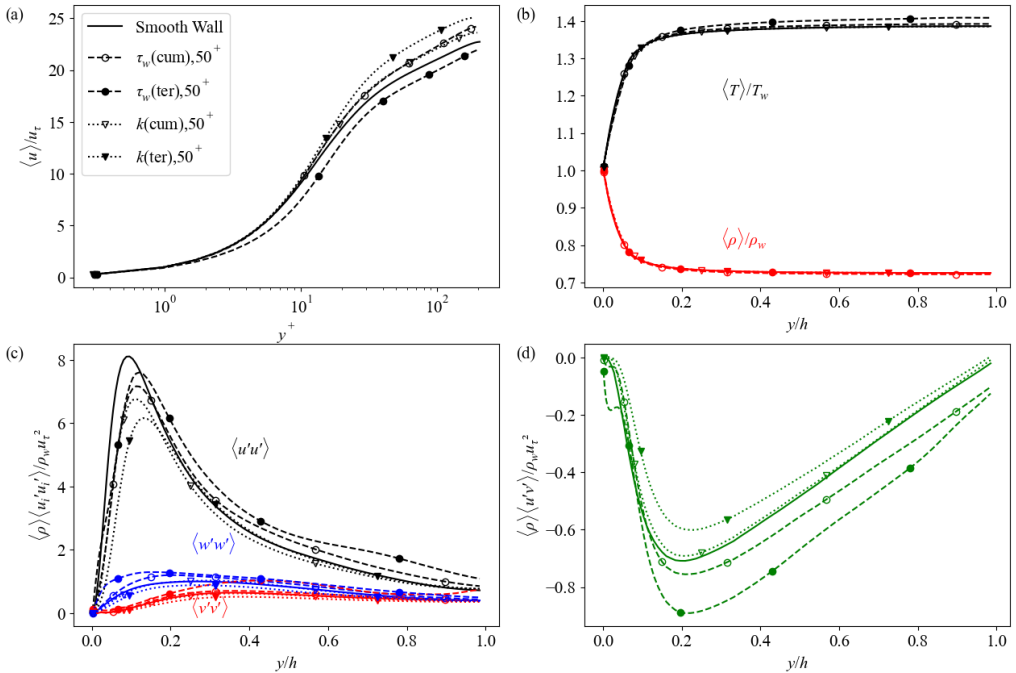 (a)
25
20
15
10
5
0
⟨u⟩/u_τ
Smooth Wall
τ_w(cum),50⁺
τ_w(ter),50⁺
k(cum),50⁺
k(ter),50⁺
10⁰
10¹
10²
y⁺
(b)
1.4
1.3
1.2
1.1
1.0
0.9
0.8
0.7
⟨T⟩/T_w
⟨ρ⟩/ρ_w
0.0
0.2
0.4
0.6
0.8
1.0
y/h
(c)
8
6
4
2
0
⟨ρ⟩⟨u_i′u_i′⟩/ρ_w u_τ²
⟨u′u′⟩
⟨w′w′⟩
⟨v′v′⟩
0.0
0.2
0.4
0.6
0.8
1.0
y/h
(d)
0.0
−0.2
−0.4
−0.6
−0.8
⟨ρ⟩⟨u′v′⟩/ρ_w u_τ²
0.0
0.2
0.4
0.6
0.8
1.0
y/h